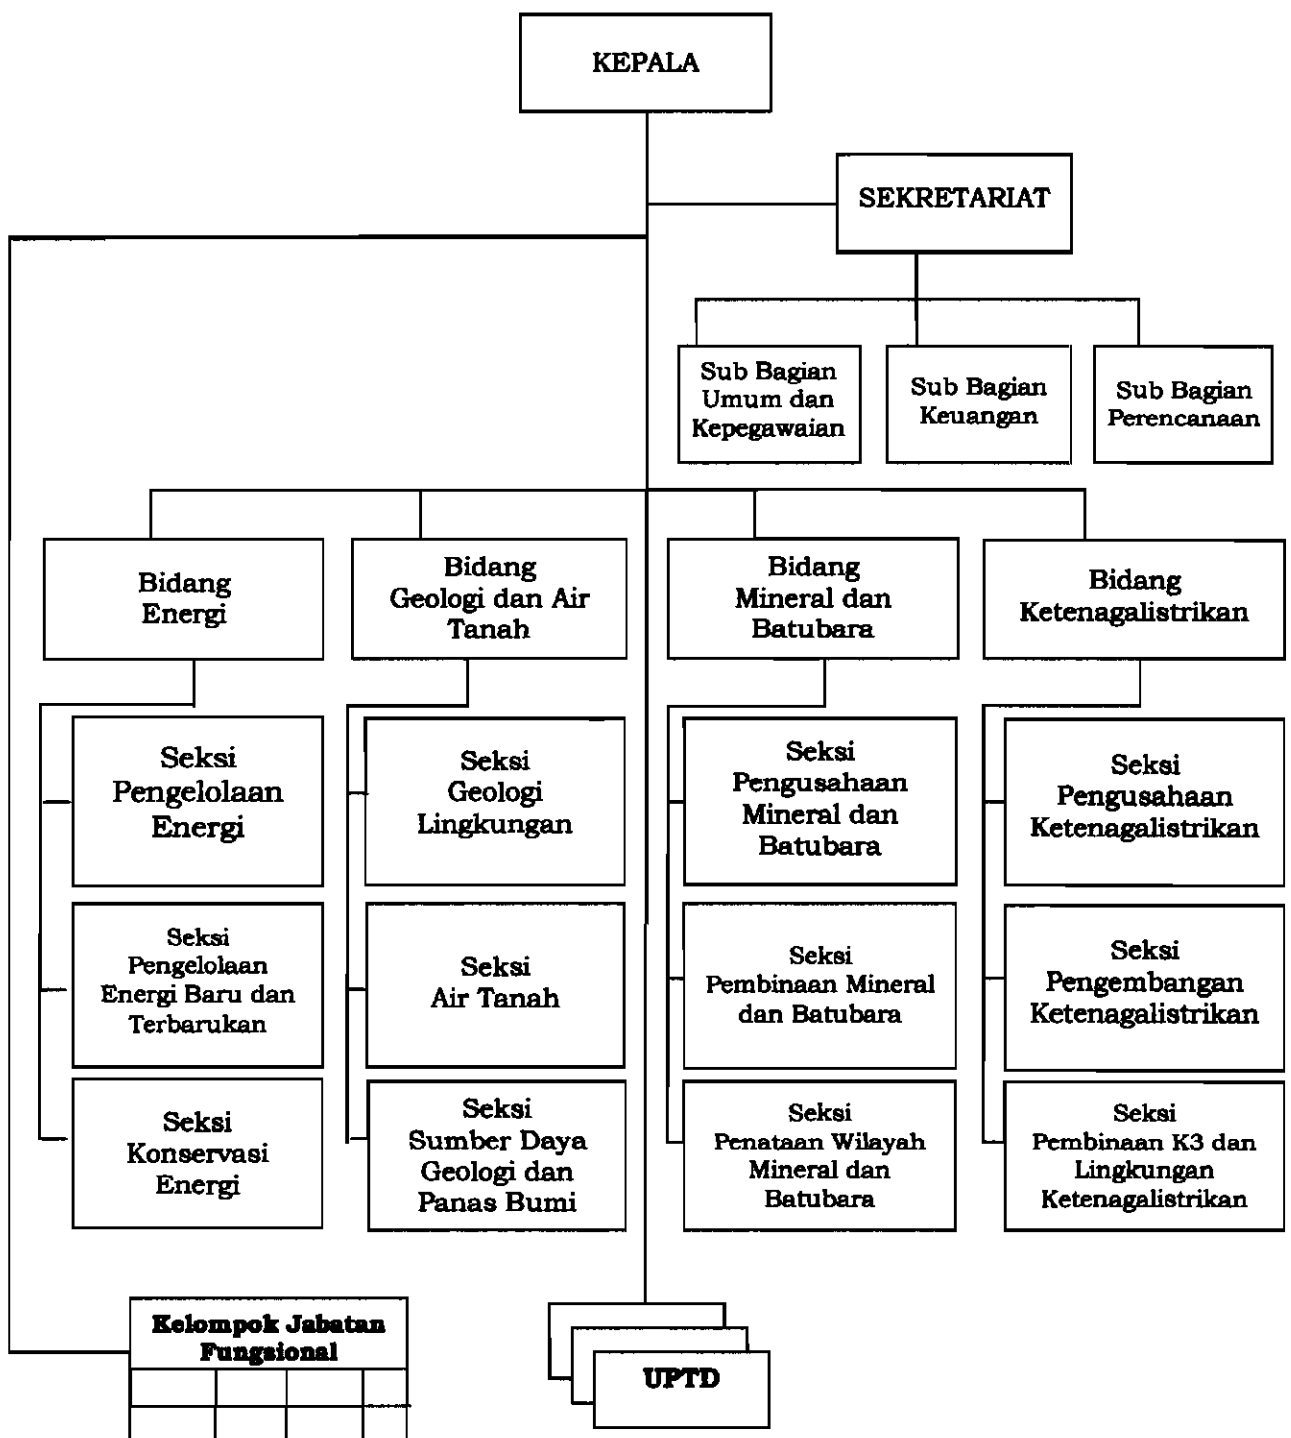 KEPALA
SEKRETARIAT
Sub Bagian
Umum dan
Kepegawaian
Sub Bagian
Keuangan
Sub Bagian
Perencanaan
Bidang
Energi
Bidang
Geologi dan Air
Tanah
Bidang
Mineral dan
Batubara
Bidang
Ketenagalistrikan
Seksi
Pengelolaan
Energi
Seksi
Geologi
Lingkungan
Seksi
Pengusahaan
Mineral dan
Batubara
Seksi
Pengusahaan
Ketenagalistrikan
Seksi
Pengelolaan
Energi Baru dan
Terbarukan
Seksi
Air Tanah
Seksi
Pembinaan Mineral
dan Batubara
Seksi
Pengembangan
Ketenagalistrikan
Seksi
Konservasi
Energi
Seksi
Sumber Daya
Geologi dan
Panas Bumi
Seksi
Penataan Wilayah
Mineral dan
Batubara
Seksi
Pembinaan K3 dan
Lingkungan
Ketenagalistrikan
Kelompok Jabatan
Fungsional
UPTD